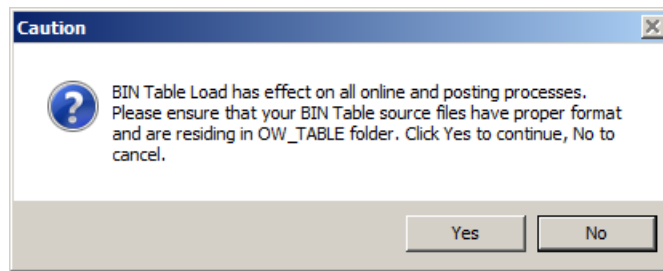 Caution
BIN Table Load has effect on all online and posting processes.
Please ensure that your BIN Table source files have proper format
and are residing in OW_TABLE folder. Click Yes to continue, No to
cancel.
Yes
No